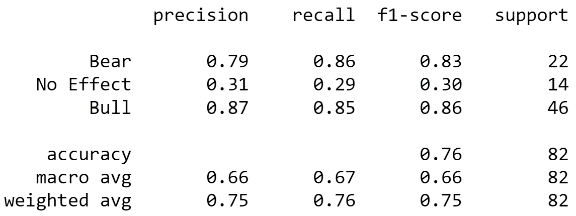 precision recall f1-score support
Bear 0.79 0.86 0.83 22
No Effect 0.31 0.29 0.30 14
Bull 0.87 0.85 0.86 46
accuracy 0.76 82
macro avg 0.66 0.67 0.66 82
weighted avg 0.75 0.76 0.75 82